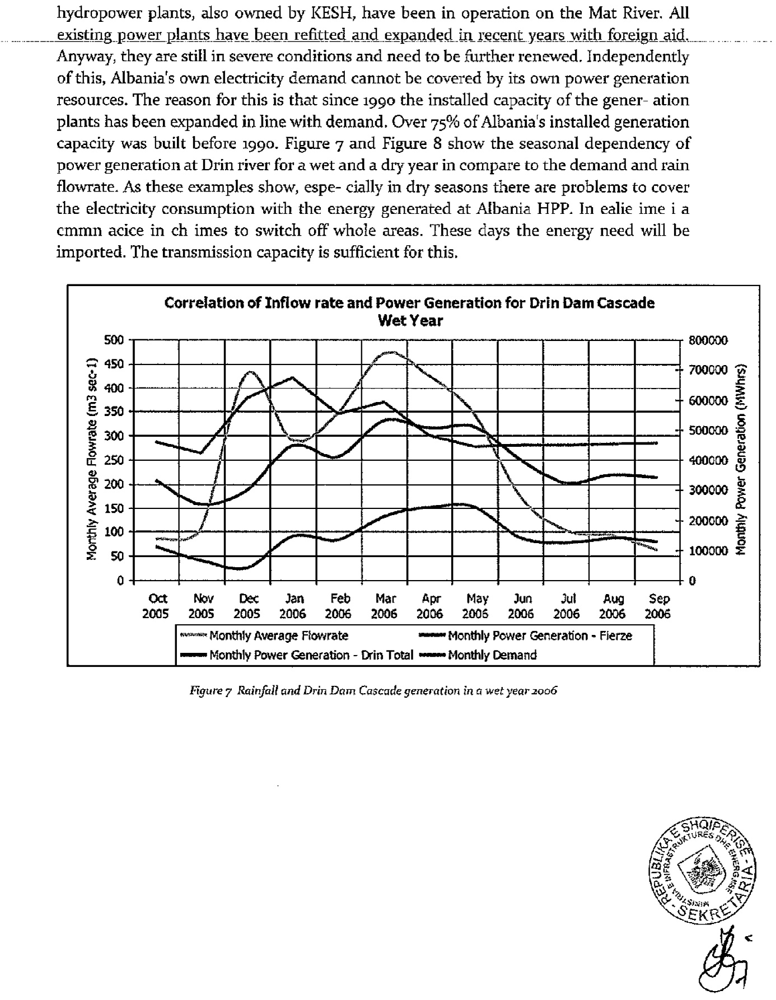 hydropower plants, also owned by KESH, have been in operation on the Mat River. All
existing power plants have been refitted and expanded in recent years with foreign aid.
Anyway, they are still in severe conditions and need to be further renewed. Independently
of this, Albania's own electricity demand cannot be covered by its own power generation
resources. The reason for this is that since 1990 the installed capacity of the gener- ation
plants has been expanded in line with demand. Over 75% of Albania's installed generation
capacity was built before 1990. Figure 7 and Figure 8 show the seasonal dependency of
power generation at Drin river for a wet and a dry year in compare to the demand and rain
flowrate. As these examples show, espe- cially in dry seasons there are problems to cover
the electricity consumption with the energy generated at Albania HPP. In ealie ime i a
cmmn acice in ch imes to switch off whole areas. These days the energy need will be
imported. The transmission capacity is sufficient for this.
Correlation of Inflow rate and Power Generation for Drin Dam Cascade
Wet Year
Monthly Average Flowrate (m3 sec-1)
500
450
400
350
300
250
200
150
100
50
0
800000
700000
600000
500000
400000
300000
200000
100000
0
Monthly Power Generation (MWhrs)
Oct Nov Dec Jan Feb Mar Apr May Jun Jul Aug Sep
2005 2005 2005 2006 2006 2006 2006 2006 2006 2006 2006 2006
Monthly Average Flowrate Monthly Power Generation - Fierze
Monthly Power Generation - Drin Total Monthly Demand
Figure 7 Rainfall and Drin Dam Cascade generation in a wet year 2006
REPUBLIKA E SHQIPËRISË - SEKRETARIA -
MINISTRIA E INFRASTRUKTURËS DHE ENERGJISË